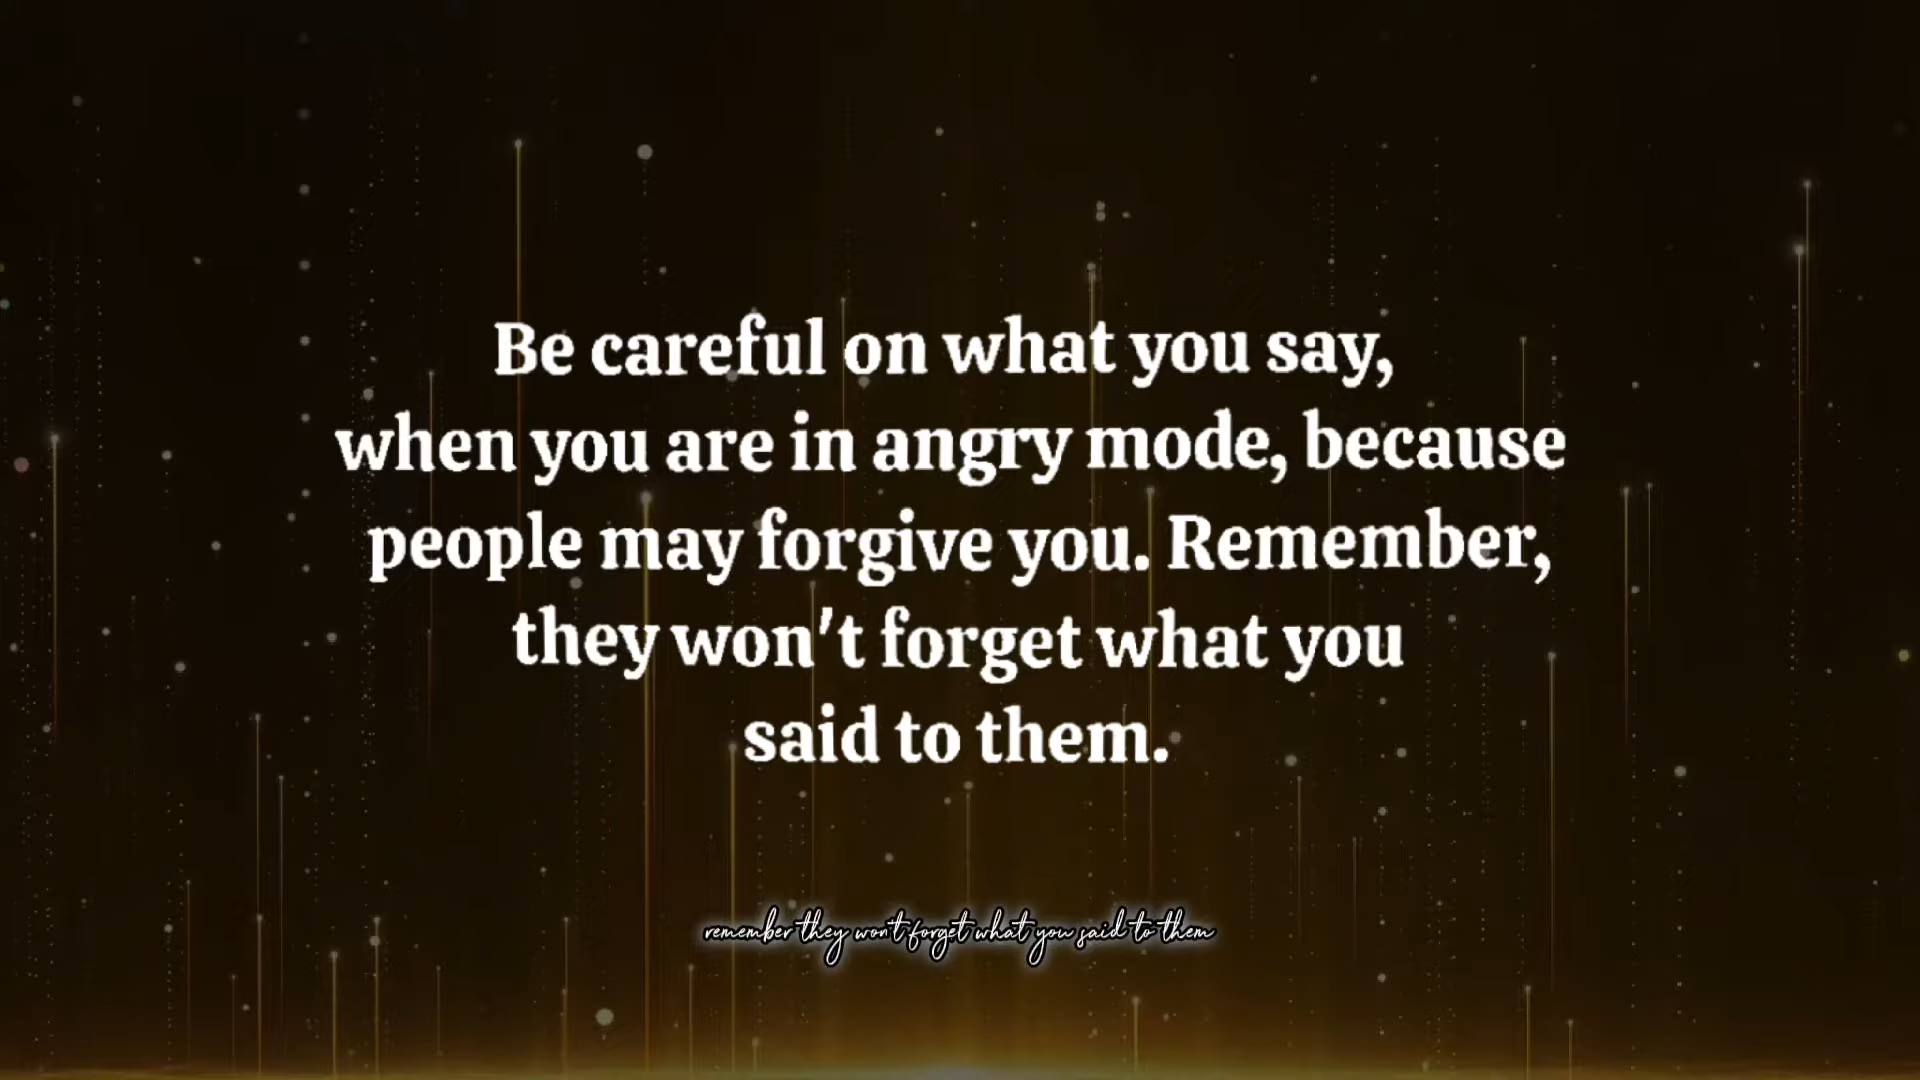 Be careful on what you say,
when you are in angry mode, because
people may forgive you. Remember,
they won't forget what you
said to them.
remember they won't forget what you said to them